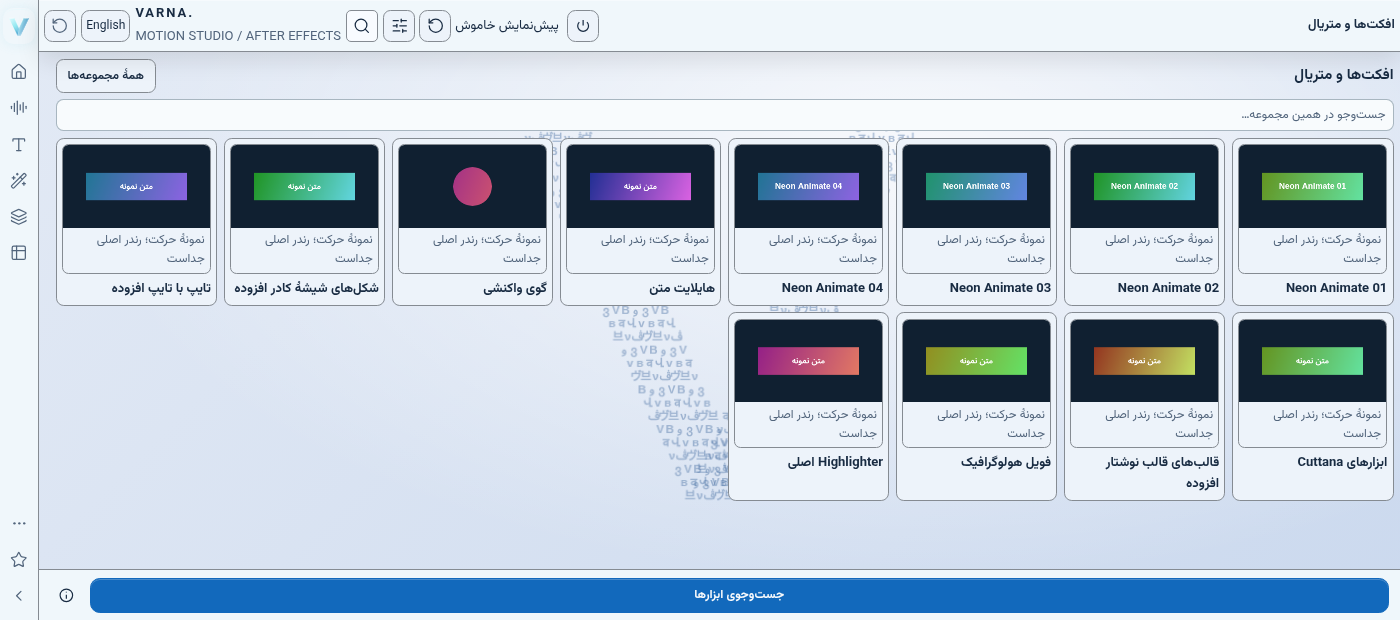 افکت‌ها و متریال
پیش‌نمایش خاموش
VARNA.
MOTION STUDIO / AFTER EFFECTS
English
افکت‌ها و متریال
همهٔ مجموعه‌ها
جست‌وجو در همین مجموعه...
Neon Animate 01
نمونهٔ حرکت؛ رندر اصلی
جداست
Neon Animate 01
Neon Animate 02
نمونهٔ حرکت؛ رندر اصلی
جداست
Neon Animate 02
Neon Animate 03
نمونهٔ حرکت؛ رندر اصلی
جداست
Neon Animate 03
Neon Animate 04
نمونهٔ حرکت؛ رندر اصلی
جداست
Neon Animate 04
متن نمونه
نمونهٔ حرکت؛ رندر اصلی
جداست
هایلایت متن
نمونهٔ حرکت؛ رندر اصلی
جداست
گوی واکنشی
متن نمونه
نمونهٔ حرکت؛ رندر اصلی
جداست
شکل‌های شیشهٔ کادر افزوده
متن نمونه
نمونهٔ حرکت؛ رندر اصلی
جداست
تایپ با تایپ افزوده
متن نمونه
نمونهٔ حرکت؛ رندر اصلی
جداست
ابزارهای Cuttana
متن نمونه
نمونهٔ حرکت؛ رندر اصلی
جداست
قالب‌های قالب نوشتار
افزوده
متن نمونه
نمونهٔ حرکت؛ رندر اصلی
جداست
فویل هولوگرافیک
متن نمونه
نمونهٔ حرکت؛ رندر اصلی
جداست
Highlighter اصلی
جست‌وجوی ابزارها